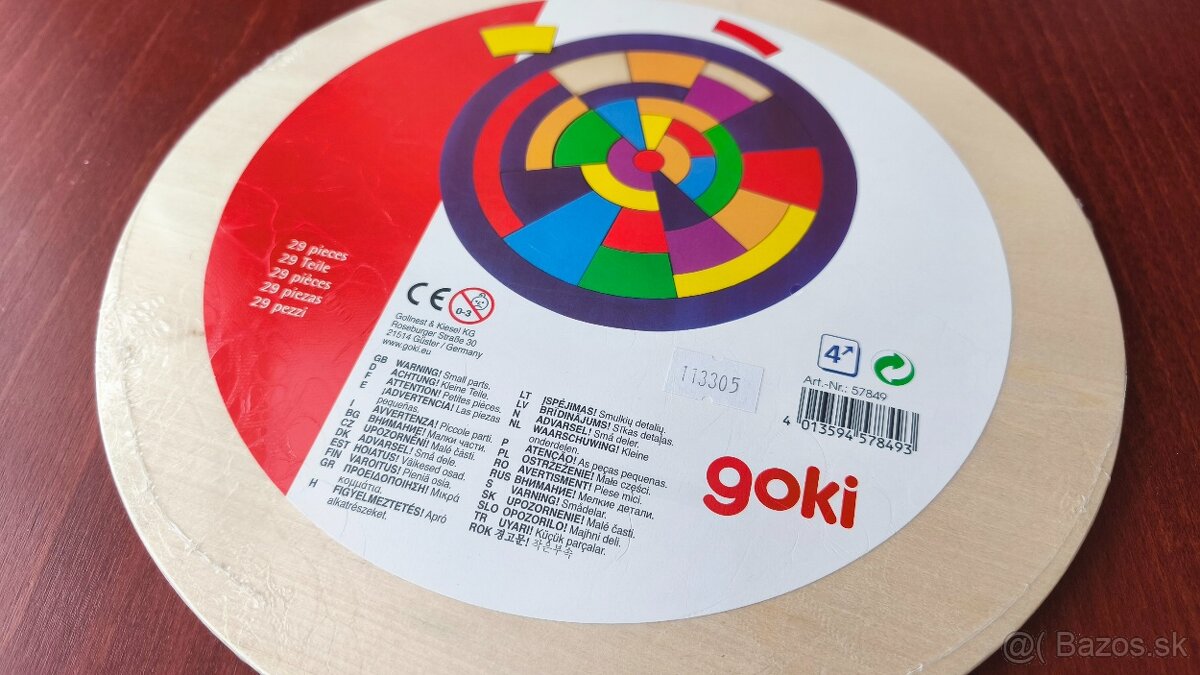 29 pieces
29 Teile
29 pièces
29 piezas
29 pezzi
CE
0-3
Gollnest & Kiesel KG
Roseburger Straße 30
21514 Güster / Germany
www.goki.eu
GB WARNING! Small parts.
D ACHTUNG! Kleine Teile.
F ATTENTION! Petites pièces.
E ¡ADVERTENCIA! Las piezas
pequeñas.
I AVVERTENZA! Piccole parti.
BG ВНИМАНИЕ! Малки части.
CZ UPOZORNĚNÍ! Malé části.
DK ADVARSEL! Små dele.
EST HOIATUS! Väikesed osad.
FIN VAROITUS! Pieniä osia.
GR ΠΡΟΕΙΔΟΠΟΙΗΣΗ! Μικρά
κομμάτια.
H FIGYELMEZTETÉS! Apró
alkatrészeket.
LT ĮSPĖJIMAS! Smulkių detalių.
LV BRĪDINĀJUMS! Sīkas detaļas.
N ADVARSEL! Små deler.
NL WAARSCHUWING! Kleine
onderdelen.
P ATENÇÃO! As peças pequenas.
PL OSTRZEŻENIE! Małe części.
RO AVERTISMENT! Piese mici.
RUS ВНИМАНИЕ! Мелкие детали.
S VARNING! Smådelar.
SK UPOZORNENIE! Malé časti.
SLO OPOZORILO! Majhni deli.
TR UYARI! Küçük parçalar.
ROK 경고문! 작은부속
113305
4
Art.-Nr.: 57849
4 013594 578493
goki
@( Bazos.sk